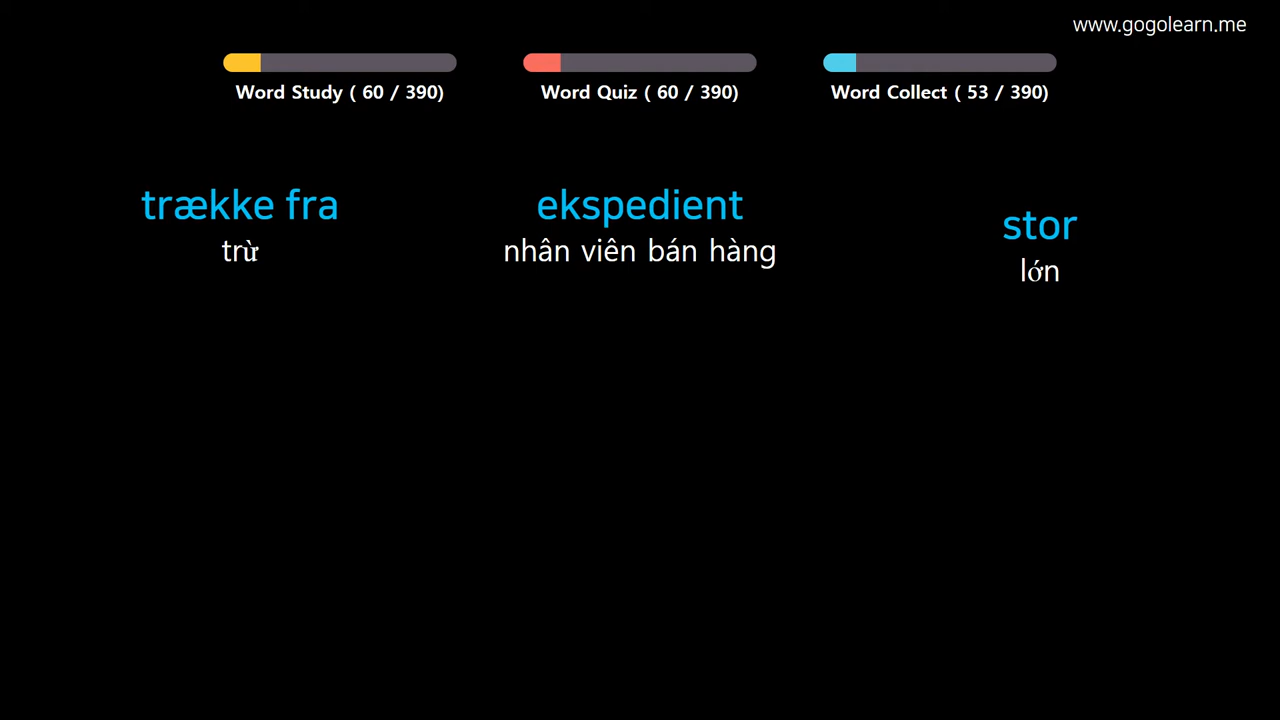 www.gogolearn.me
Word Study ( 60 / 390)
Word Quiz ( 60 / 390)
Word Collect ( 53 / 390)
trække fra
trừ
ekspedient
nhân viên bán hàng
stor
lớn